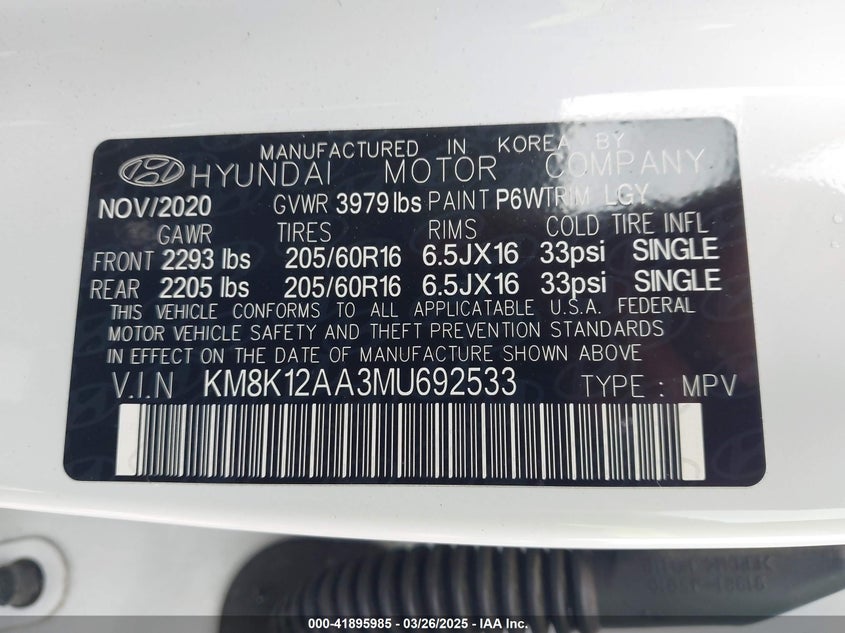 MANUFACTURED IN KOREA BY
HYUNDAI MOTOR COMPANY
NOV/2020 GVWR 3979 lbs PAINT P6W TRIM LGY
GAWR TIRES RIMS COLD TIRE INFL
FRONT 2293 lbs 205/60R16 6.5JX16 33psi SINGLE
REAR 2205 lbs 205/60R16 6.5JX16 33psi SINGLE
THIS VEHICLE CONFORMS TO ALL APPLICATABLE U.S.A. FEDERAL
MOTOR VEHICLE SAFETY AND THEFT PREVENTION STANDARDS
IN EFFECT ON THE DATE OF MANUFACTURE SHOWN ABOVE
V.I.N KM8K12AA3MU692533 TYPE : MPV
000-41895985 - 03/26/2025 - IAA Inc.